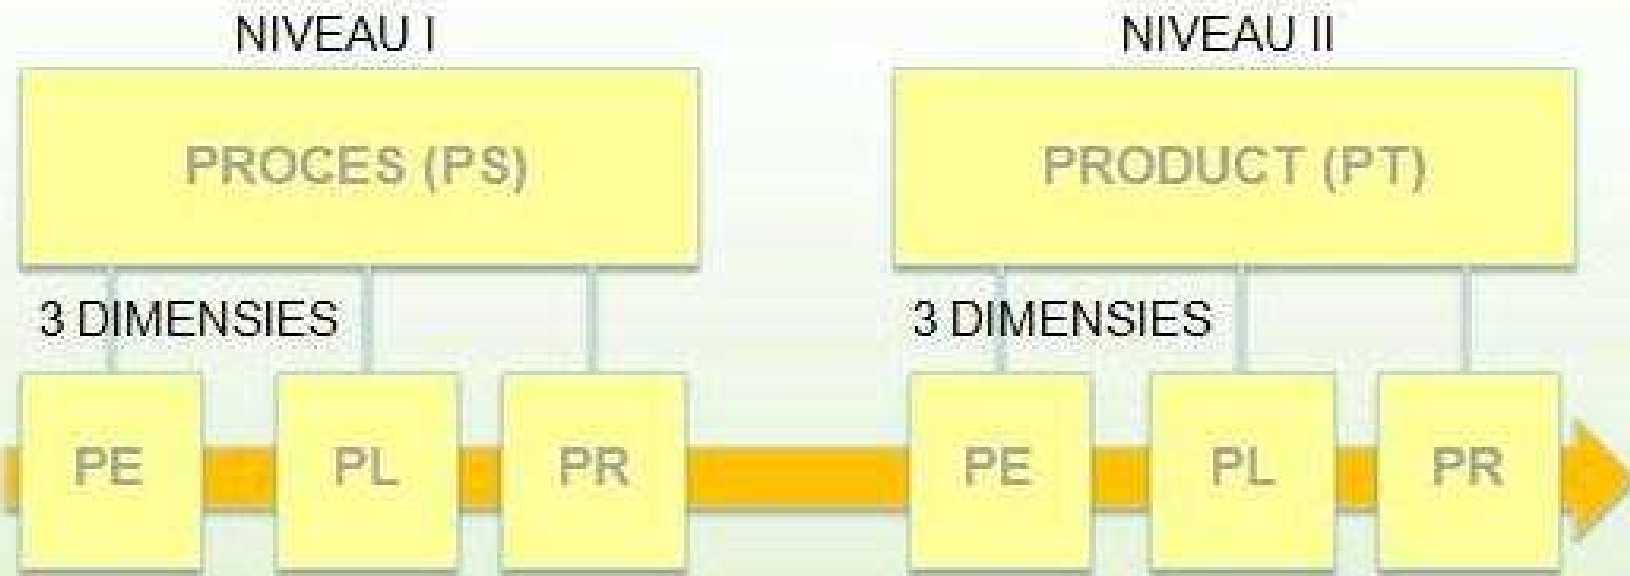 NIVEAU I
NIVEAU II
PROCES (PS)
PRODUCT (PT)
3 DIMENSIES
3 DIMENSIES
PE
PL
PR
PE
PL
PR